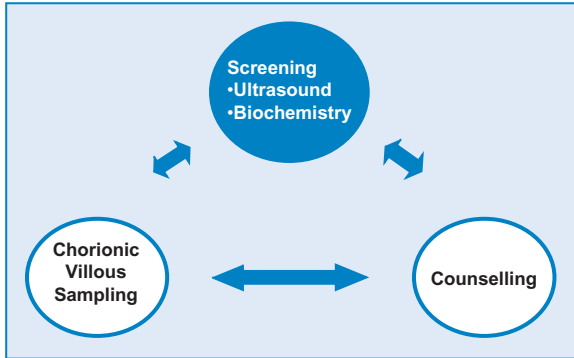 Screening
•Ultrasound
•Biochemistry
Chorionic
Villous
Sampling
Counselling